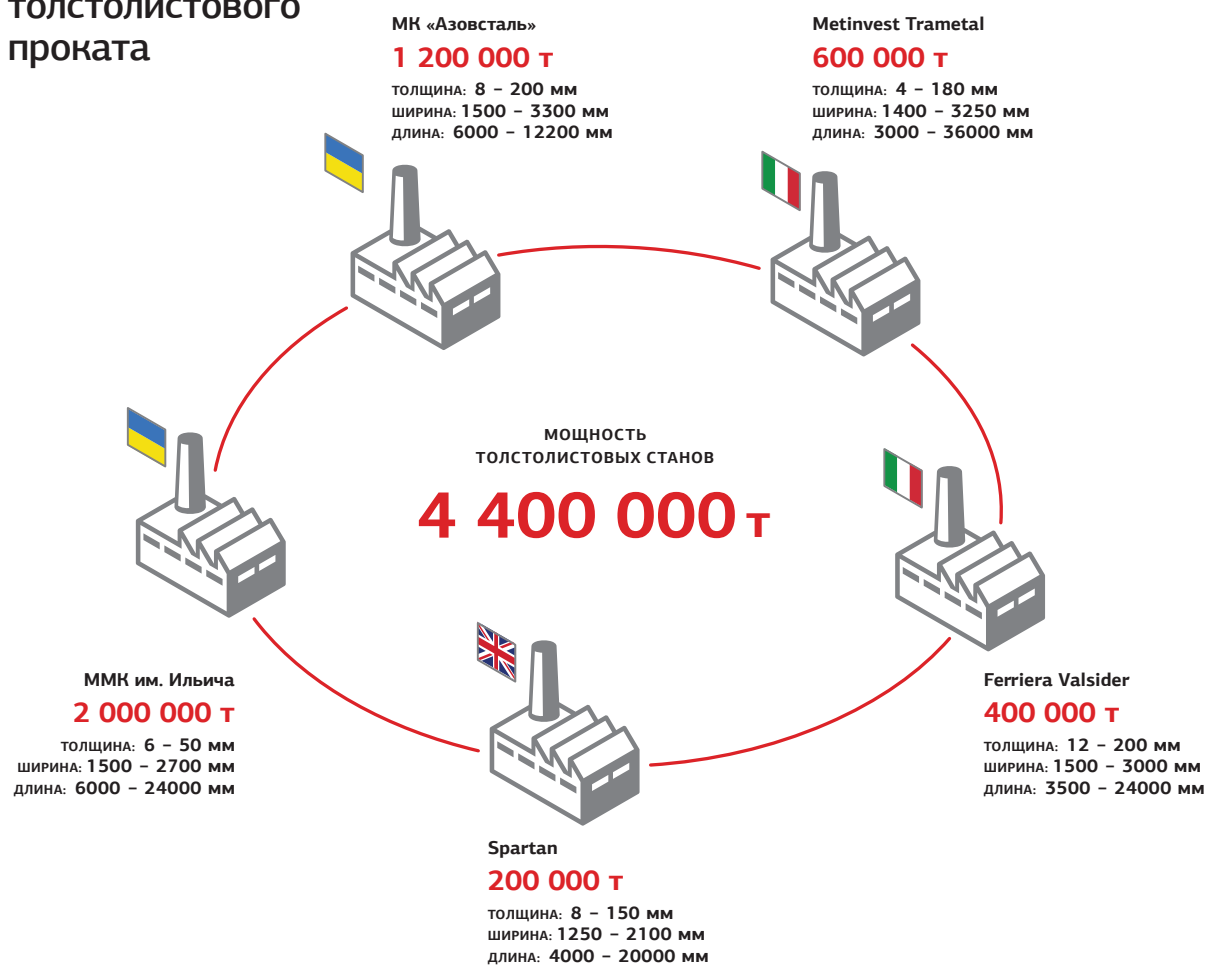 толстолистового
проката
МК «Азовсталь»
1 200 000 т
ТОЛЩИНА: 8 – 200 мм
ШИРИНА: 1500 – 3300 мм
ДЛИНА: 6000 – 12200 мм
Metinvest Trametal
600 000 т
ТОЛЩИНА: 4 – 180 мм
ШИРИНА: 1400 – 3250 мм
ДЛИНА: 3000 – 36000 мм
МОЩНОСТЬ
ТОЛСТОЛИСТОВЫХ СТАНОВ
4 400 000 т
ММК им. Ильича
2 000 000 т
ТОЛЩИНА: 6 – 50 мм
ШИРИНА: 1500 – 2700 мм
ДЛИНА: 6000 – 24000 мм
Ferriera Valsider
400 000 т
ТОЛЩИНА: 12 – 200 мм
ШИРИНА: 1500 – 3000 мм
ДЛИНА: 3500 – 24000 мм
Spartan
200 000 т
ТОЛЩИНА: 8 – 150 мм
ШИРИНА: 1250 – 2100 мм
ДЛИНА: 4000 – 20000 мм